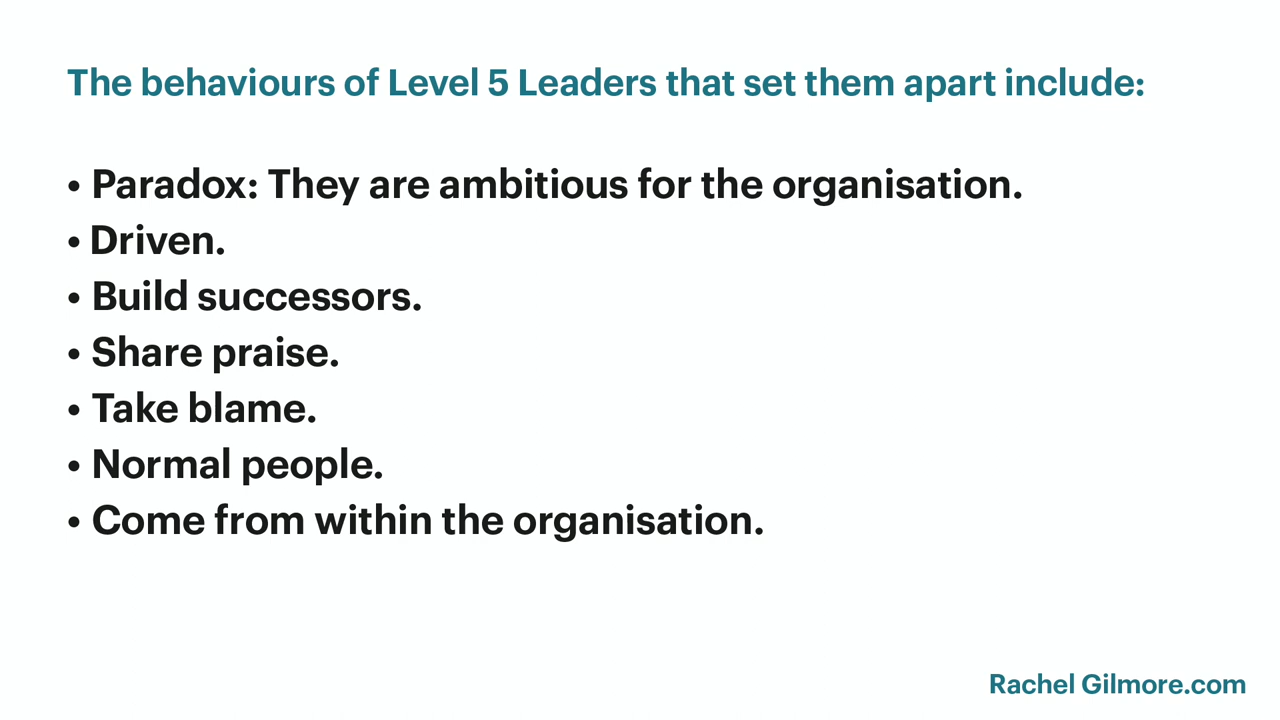 The behaviours of Level 5 Leaders that set them apart include:
• Paradox: They are ambitious for the organisation.
• Driven.
• Build successors.
• Share praise.
• Take blame.
• Normal people.
• Come from within the organisation.
Rachel Gilmore.com